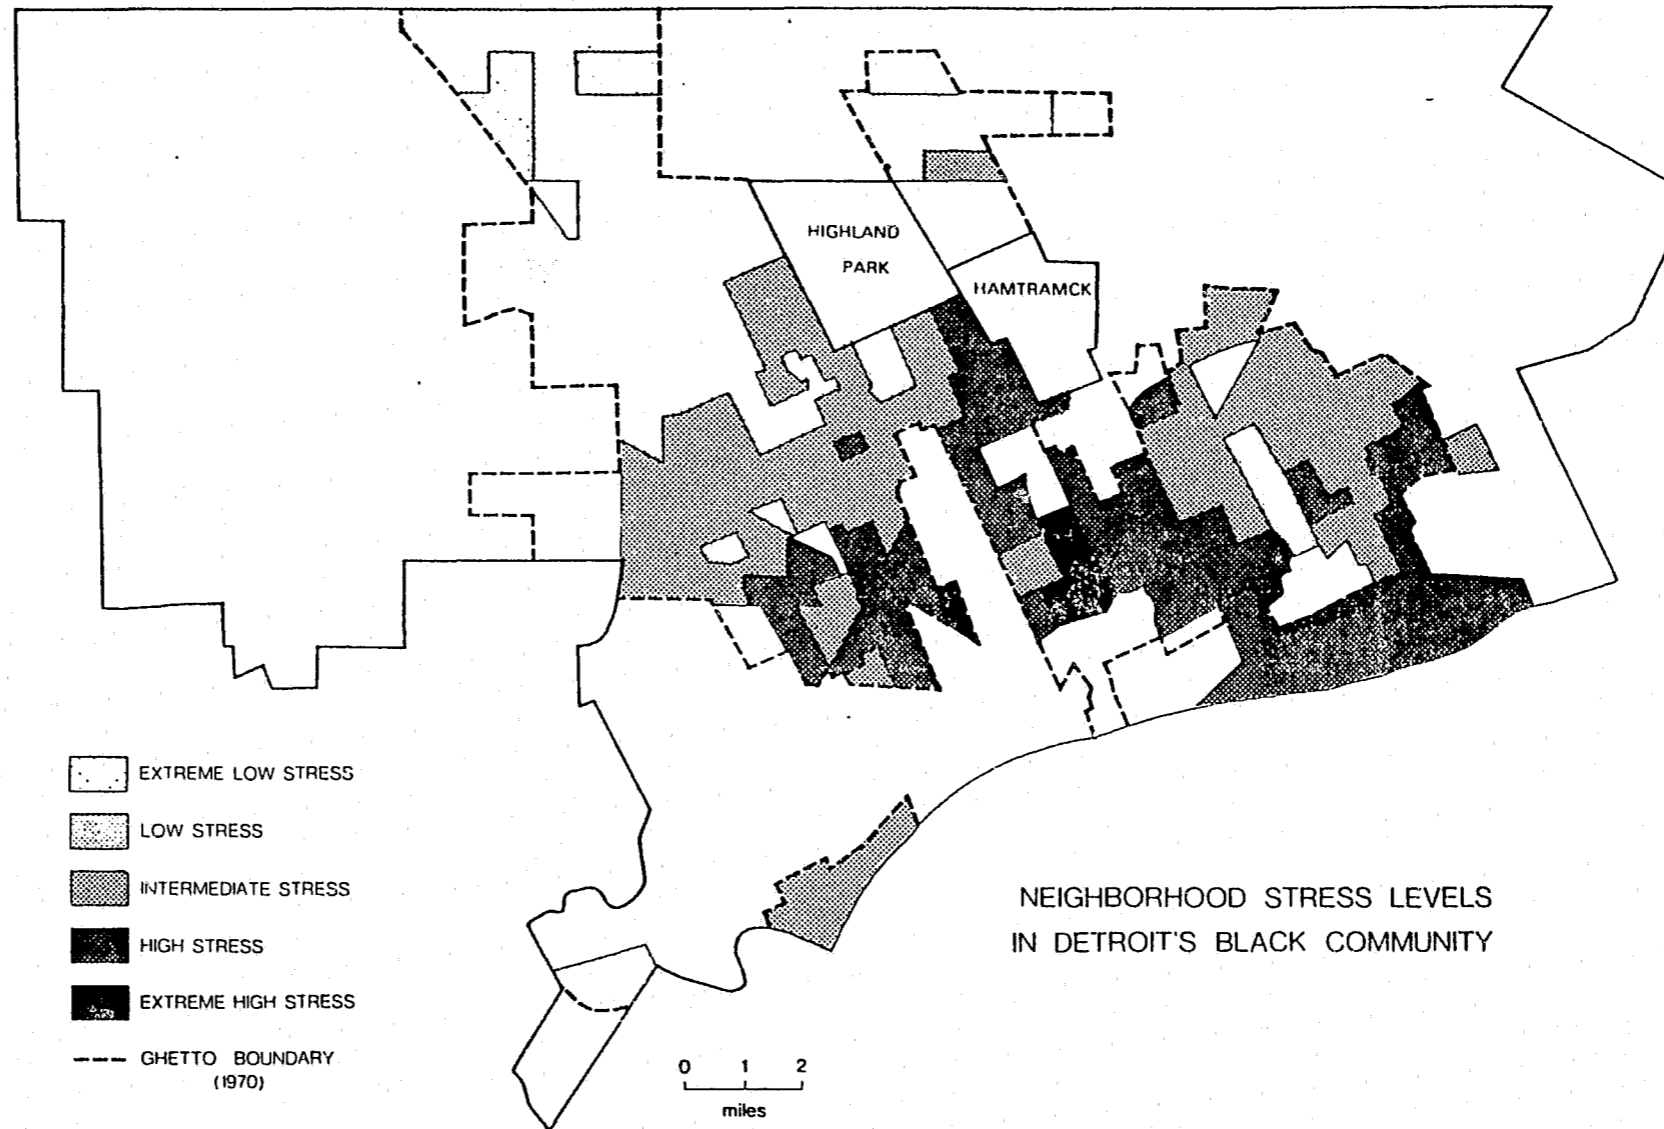 HIGHLAND
PARK
HAMTRAMCK
EXTREME LOW STRESS
LOW STRESS
INTERMEDIATE STRESS
HIGH STRESS
EXTREME HIGH STRESS
GHETTO BOUNDARY
(1970)
NEIGHBORHOOD STRESS LEVELS
IN DETROIT'S BLACK COMMUNITY
0 1 2
miles